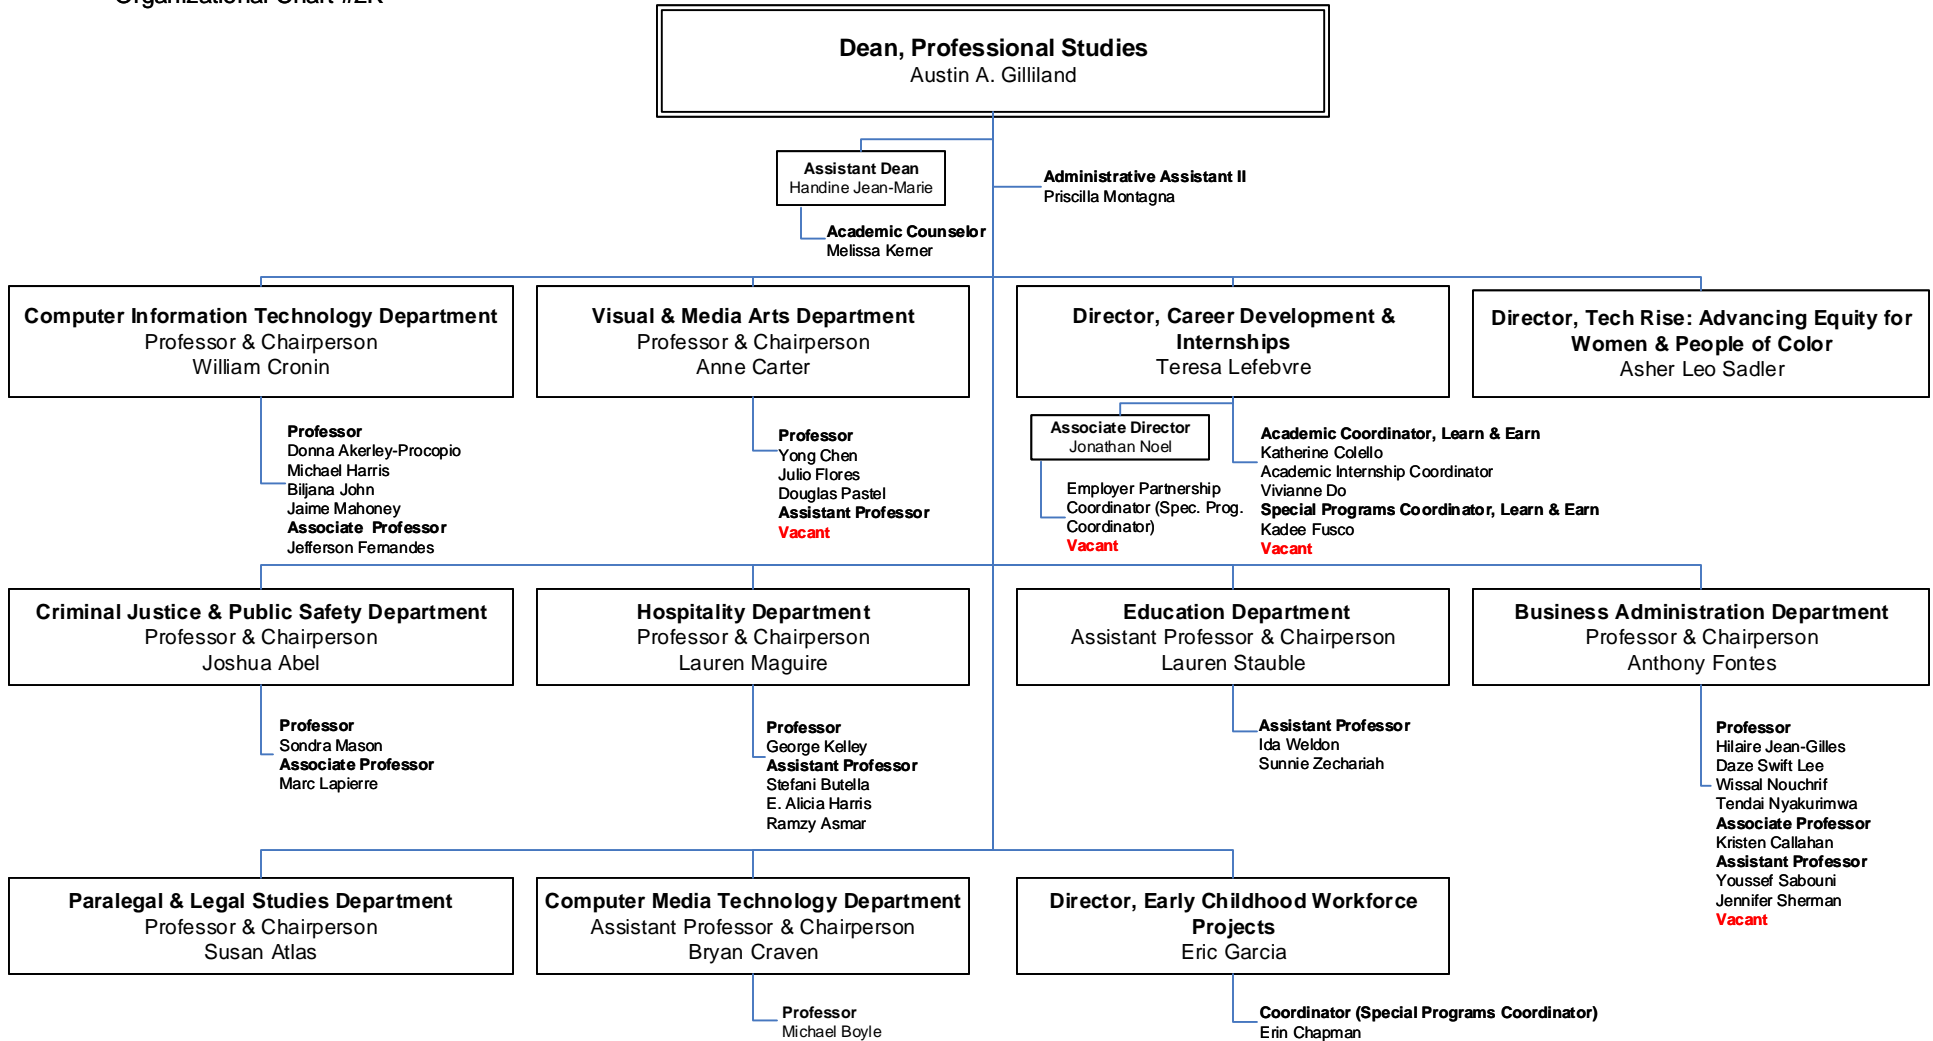 Organizational Chart #2R
Dean, Professional Studies
Austin A. Gilliland
Assistant Dean
Handine Jean-Marie
Administrative Assistant II
Priscilla Montagna
Academic Counselor
Melissa Kerner
Computer Information Technology Department
Professor & Chairperson
William Cronin
Visual & Media Arts Department
Professor & Chairperson
Anne Carter
Director, Career Development &
Internships
Teresa Lefebvre
Director, Tech Rise: Advancing Equity for
Women & People of Color
Asher Leo Sadler
Professor
Donna Akerley-Procopio
Michael Harris
Biljana John
Jaime Mahoney
Associate  Professor
Jefferson Fernandes
Professor
Yong Chen
Julio Flores
Douglas Pastel
Assistant Professor
Vacant
Associate Director
Jonathan Noel
Employer Partnership
Coordinator (Spec. Prog.
Coordinator)
Vacant
Academic Coordinator, Learn & Earn
Katherine Colello
Academic Internship Coordinator
Vivianne Do
Special Programs Coordinator, Learn & Earn
Kadee Fusco
Vacant
Criminal Justice & Public Safety Department
Professor & Chairperson
Joshua Abel
Hospitality Department
Professor & Chairperson
Lauren Maguire
Education Department
Assistant Professor & Chairperson
Lauren Stauble
Business Administration Department
Professor & Chairperson
Anthony Fontes
Professor
Sondra Mason
Associate Professor
Marc Lapierre
Professor
George Kelley
Assistant Professor
Stefani Butella
E. Alicia Harris
Ramzy Asmar
Assistant Professor
Ida Weldon
Sunnie Zechariah
Professor
Hilaire Jean-Gilles
Daze Swift Lee
Wissal Nouchrif
Tendai Nyakurimwa
Associate Professor
Kristen Callahan
Assistant Professor
Youssef Sabouni
Jennifer Sherman
Vacant
Paralegal & Legal Studies Department
Professor & Chairperson
Susan Atlas
Computer Media Technology Department
Assistant Professor & Chairperson
Bryan Craven
Director, Early Childhood Workforce
Projects
Eric Garcia
Professor
Michael Boyle
Coordinator (Special Programs Coordinator)
Erin Chapman